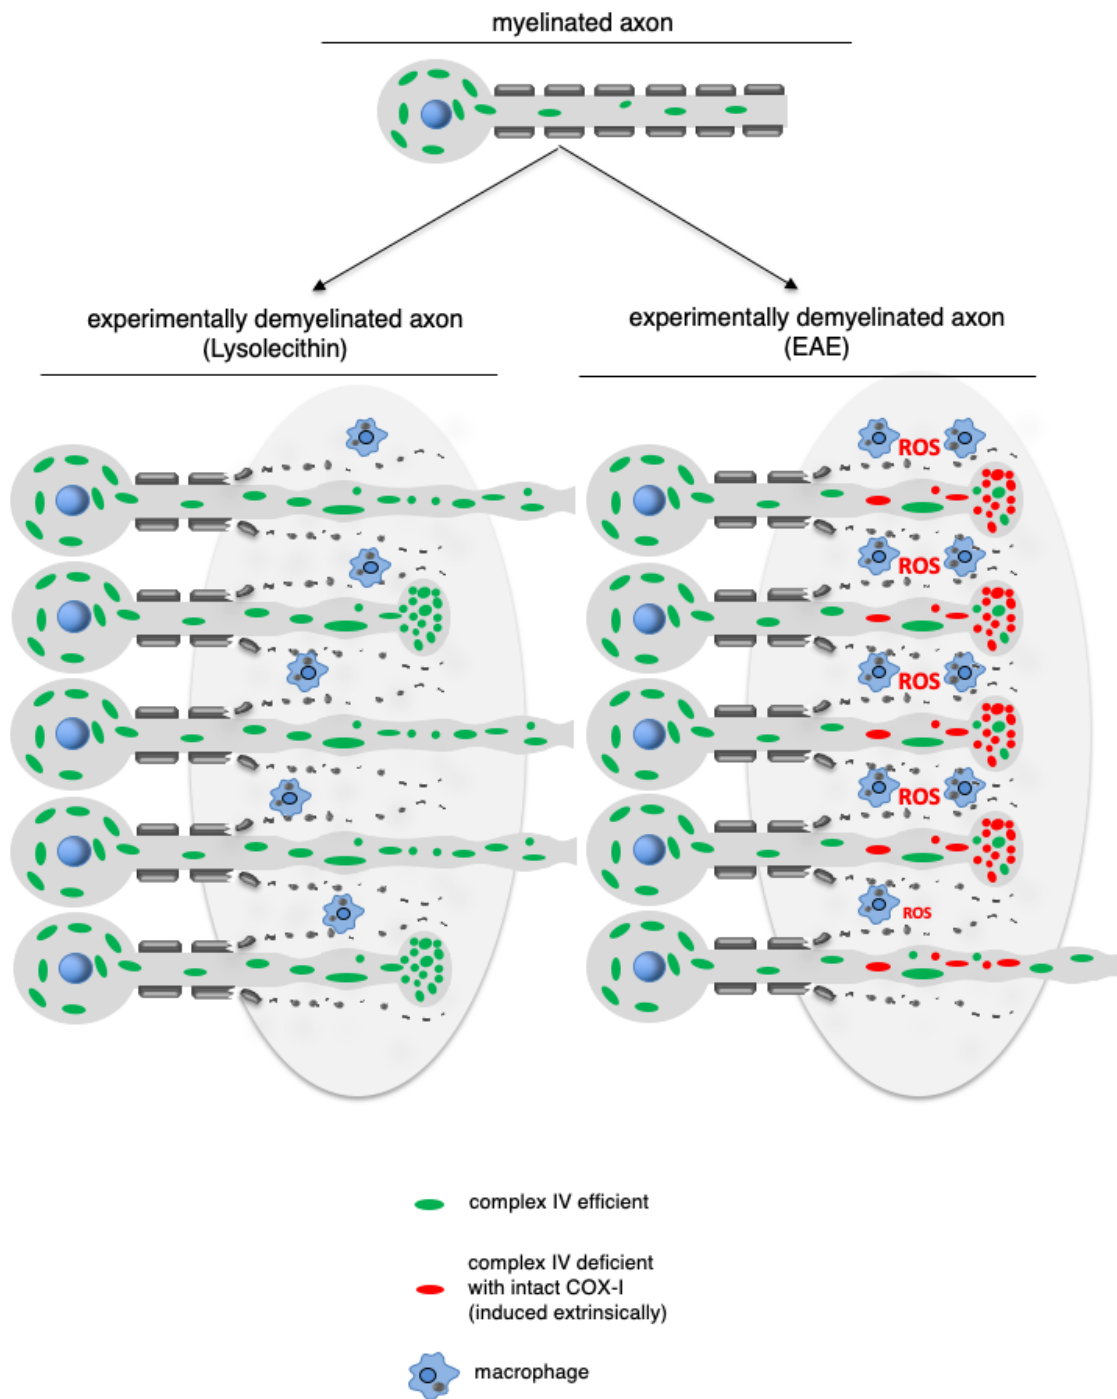 myelinated axon
experimentally demyelinated axon
(Lysolecithin)
experimentally demyelinated axon
(EAE)
ROS
ROS
ROS
ROS
ROS
complex IV efficient
complex IV deficient
with intact COX-I
(induced extrinsically)
macrophage